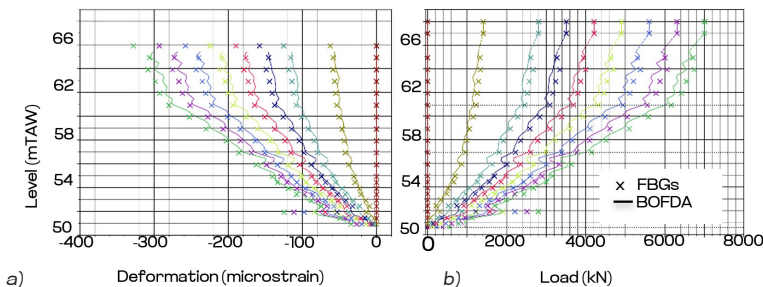 66
62
58
54
50
Level (mTAW)
-400 -300 -200 -100 0
a) Deformation (microstrain)
66
62
58
54
50
FBGs
BOFDA
0 2000 4000 6000 8000
b) Load (kN)